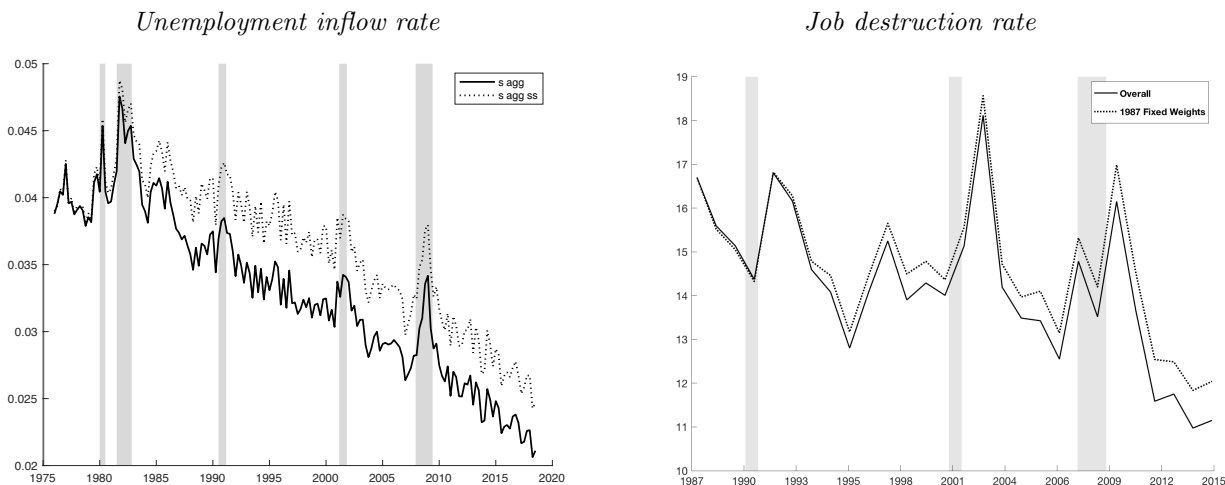 Unemployment inflow rate
0.05
0.045
0.04
0.035
0.03
0.025
0.02
1975 1980 1985 1990 1995 2000 2005 2010 2015 2020
s agg
s agg ss
Job destruction rate
19
18
17
16
15
14
13
12
11
10
1987 1990 1993 1995 1998 2001 2004 2006 2009 2012 2015
Overall
1987 Fixed Weights